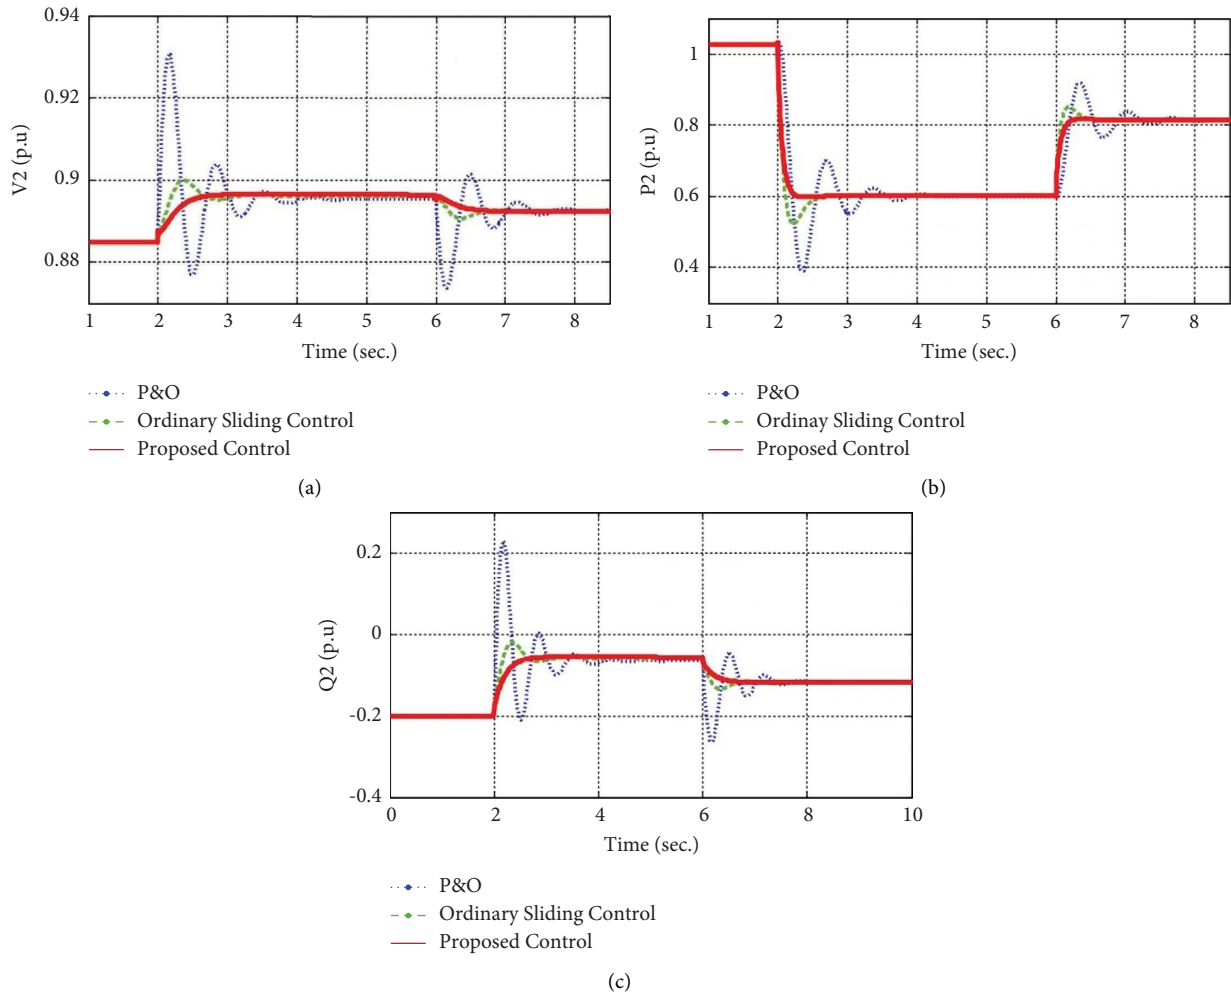 0.94
0.92
0.9
0.88
V2 (p.u)
1 2 3 4 5 6 7 8
Time (sec.)
P&O
Ordinary Sliding Control
Proposed Control
(a)
1
0.8
0.6
0.4
P2 (p.u)
1 2 3 4 5 6 7 8
Time (sec.)
P&O
Ordinay Sliding Control
Proposed Control
(b)
0.2
0
-0.2
-0.4
Q2 (p.u)
0 2 4 6 8 10
Time (sec.)
P&O
Ordinary Sliding Control
Proposed Control
(c)